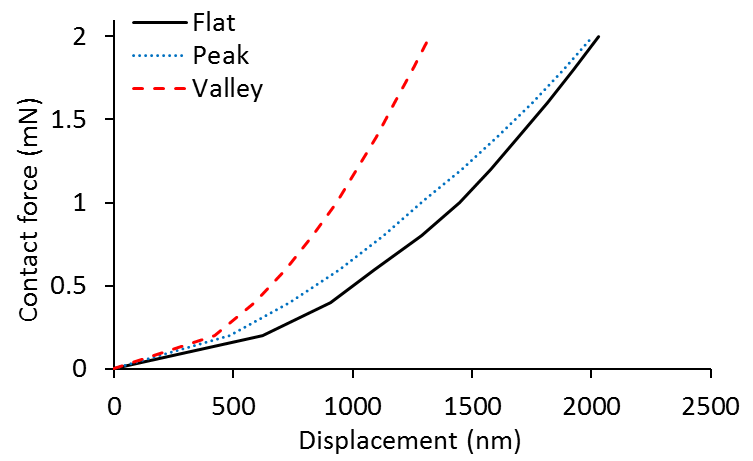 Flat
Peak
Valley
Contact force (mN)
2
1.5
1
0.5
0
0 500 1000 1500 2000 2500
Displacement (nm)